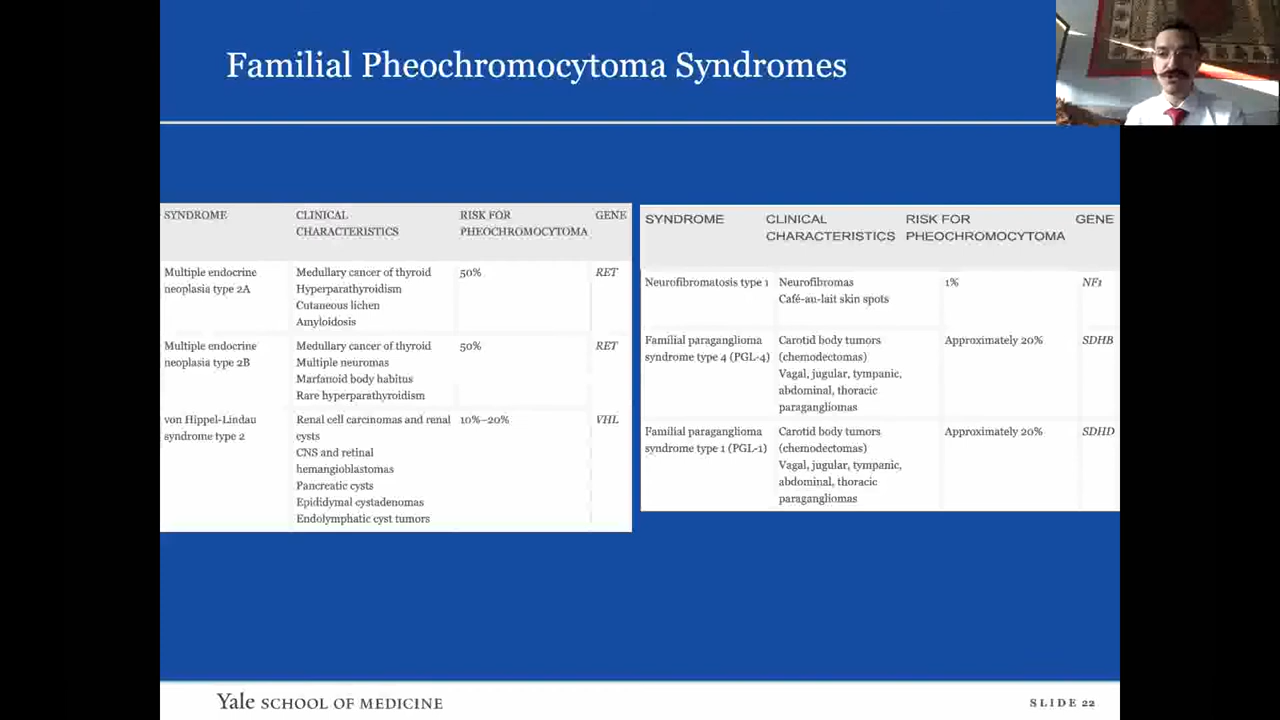 Familial Pheochromocytoma Syndromes
SYNDROME CLINICAL CHARACTERISTICS RISK FOR PHEOCHROMOCYTOMA GENE
Multiple endocrine neoplasia type 2A
Medullary cancer of thyroid
Hyperparathyroidism
Cutaneous lichen
Amyloidosis
50%
RET
Multiple endocrine neoplasia type 2B
Medullary cancer of thyroid
Multiple neuromas
Marfanoid body habitus
Rare hyperparathyroidism
50%
RET
von Hippel-Lindau syndrome type 2
Renal cell carcinomas and renal cysts
CNS and retinal hemangioblastomas
Pancreatic cysts
Epididymal cystadenomas
Endolymphatic cyst tumors
10%–20%
VHL
SYNDROME CLINICAL CHARACTERISTICS RISK FOR PHEOCHROMOCYTOMA GENE
Neurofibromatosis type 1
Neurofibromas
Café-au-lait skin spots
1%
NF1
Familial paraganglioma syndrome type 4 (PGL-4)
Carotid body tumors (chemodectomas)
Vagal, jugular, tympanic, abdominal, thoracic paragangliomas
Approximately 20%
SDHB
Familial paraganglioma syndrome type 1 (PGL-1)
Carotid body tumors (chemodectomas)
Vagal, jugular, tympanic, abdominal, thoracic paragangliomas
Approximately 20%
SDHD
Yale SCHOOL OF MEDICINE
SLIDE 22